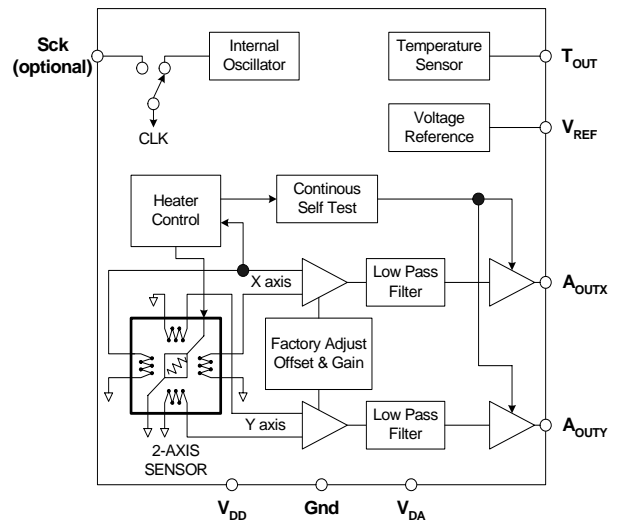 Sck
(optional)
Internal
Oscillator
CLK
Temperature
Sensor
TOUT
Voltage
Reference
VREF
Heater
Control
Continous
Self Test
X axis
Low Pass
Filter
AOUTX
Factory Adjust
Offset & Gain
Y axis
Low Pass
Filter
AOUTY
2-AXIS
SENSOR
VDD
Gnd
VDA